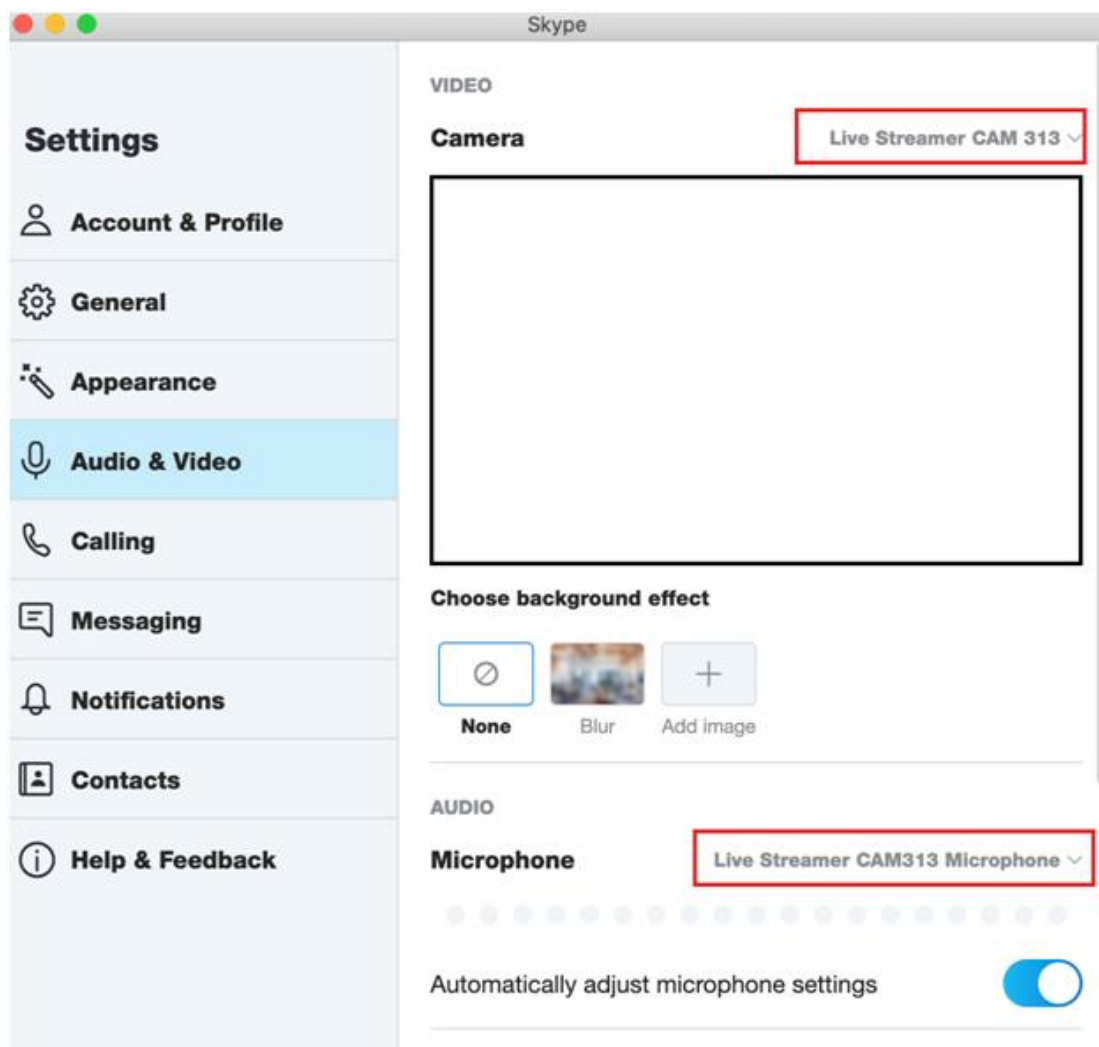 Skype
Settings
Account & Profile
General
Appearance
Audio & Video
Calling
Messaging
Notifications
Contacts
Help & Feedback
VIDEO
Camera
Live Streamer CAM 313
Choose background effect
None
Blur
Add image
AUDIO
Microphone
Live Streamer CAM313 Microphone
Automatically adjust microphone settings